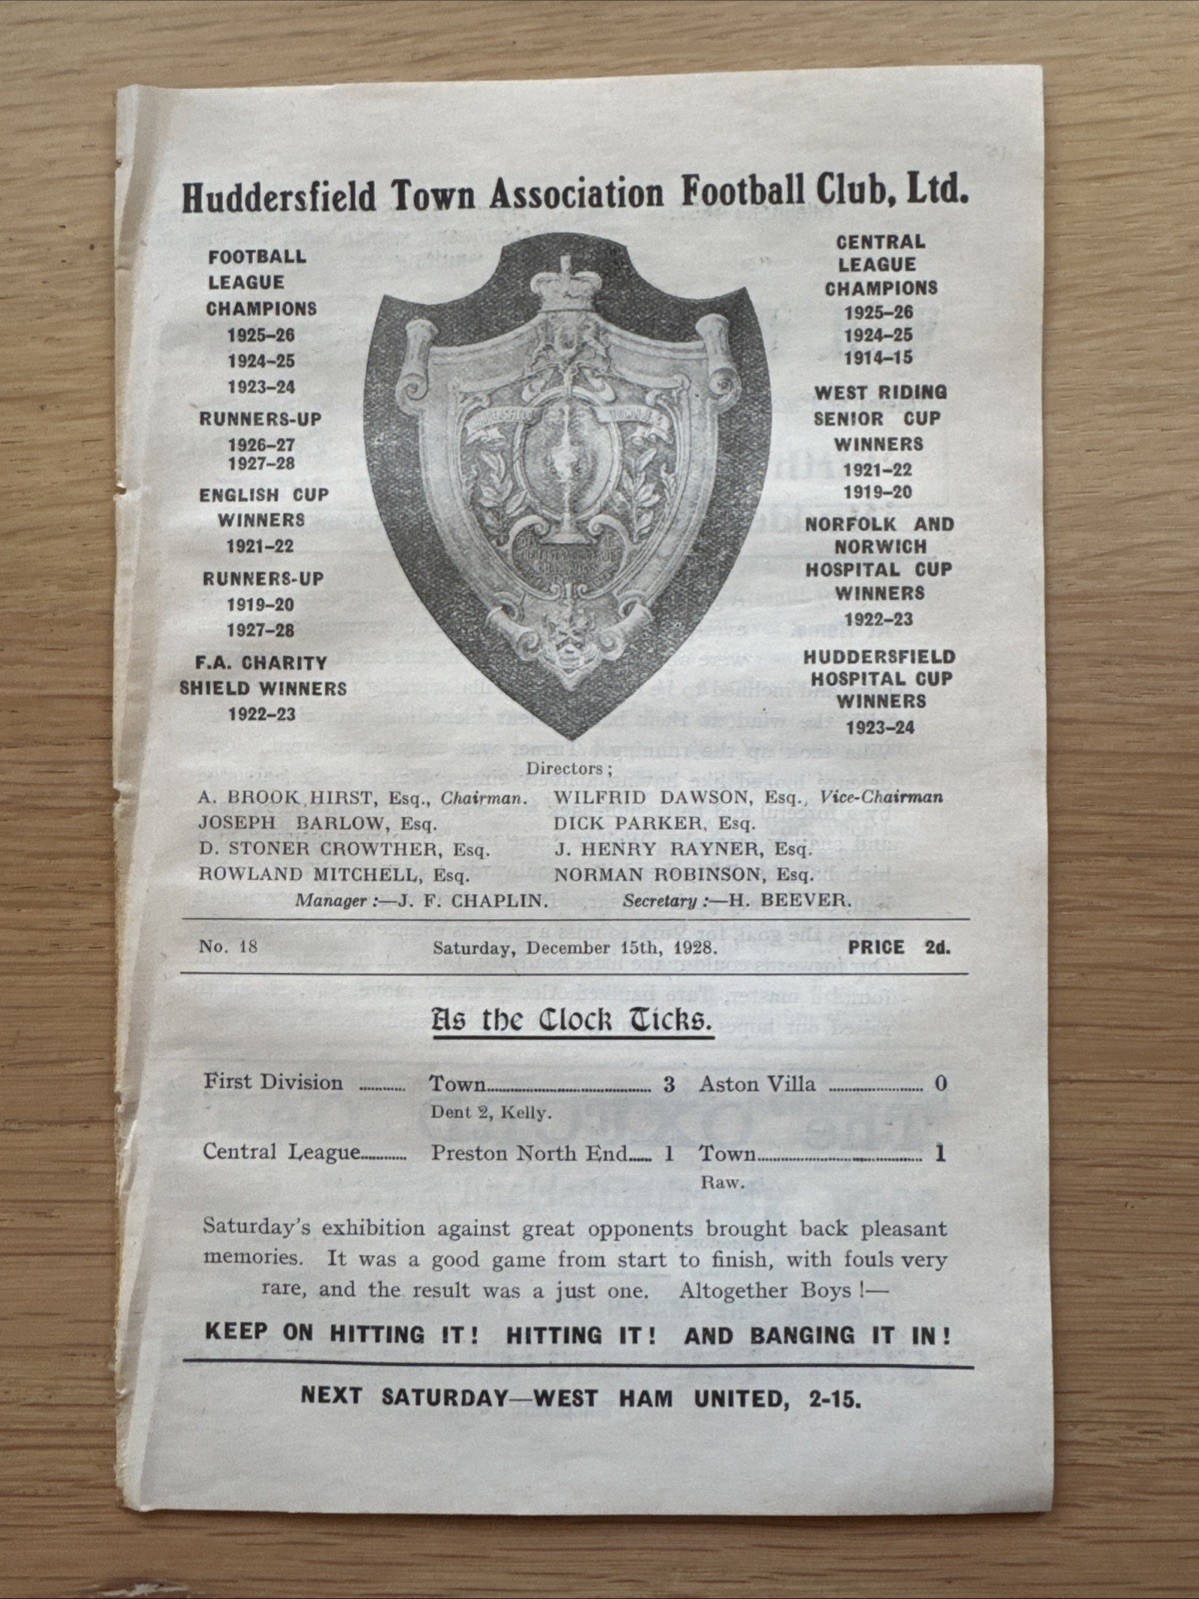 Huddersfield Town Association Football Club, Ltd.
FOOTBALL
LEAGUE
CHAMPIONS
1925–26
1924–25
1923–24
RUNNERS-UP
1926–27
1927–28
ENGLISH CUP
WINNERS
1921–22
RUNNERS-UP
1919–20
1927–28
F.A. CHARITY
SHIELD WINNERS
1922–23
CENTRAL
LEAGUE
CHAMPIONS
1925–26
1924–25
1914–15
WEST RIDING
SENIOR CUP
WINNERS
1921–22
1919–20
NORFOLK AND
NORWICH
HOSPITAL CUP
WINNERS
1922–23
HUDDERSFIELD
HOSPITAL CUP
WINNERS
1923–24
Directors ;
A. BROOK HIRST, Esq., Chairman. WILFRID DAWSON, Esq., Vice-Chairman
JOSEPH BARLOW, Esq. DICK PARKER, Esq.
D. STONER CROWTHER, Esq. J. HENRY RAYNER, Esq.
ROWLAND MITCHELL, Esq. NORMAN ROBINSON, Esq.
Manager :—J. F. CHAPLIN. Secretary :—H. BEEVER.
No. 18 Saturday, December 15th, 1928. PRICE 2d.
As the Clock Ticks.
First Division ........... Town........................................ 3 Aston Villa ....................... 0
Dent 2, Kelly.
Central League........... Preston North End..... 1 Town........................................ 1
Raw.
Saturday's exhibition against great opponents brought back pleasant
memories. It was a good game from start to finish, with fouls very
rare, and the result was a just one. Altogether Boys !—
KEEP ON HITTING IT! HITTING IT! AND BANGING IT IN!
NEXT SATURDAY—WEST HAM UNITED, 2-15.